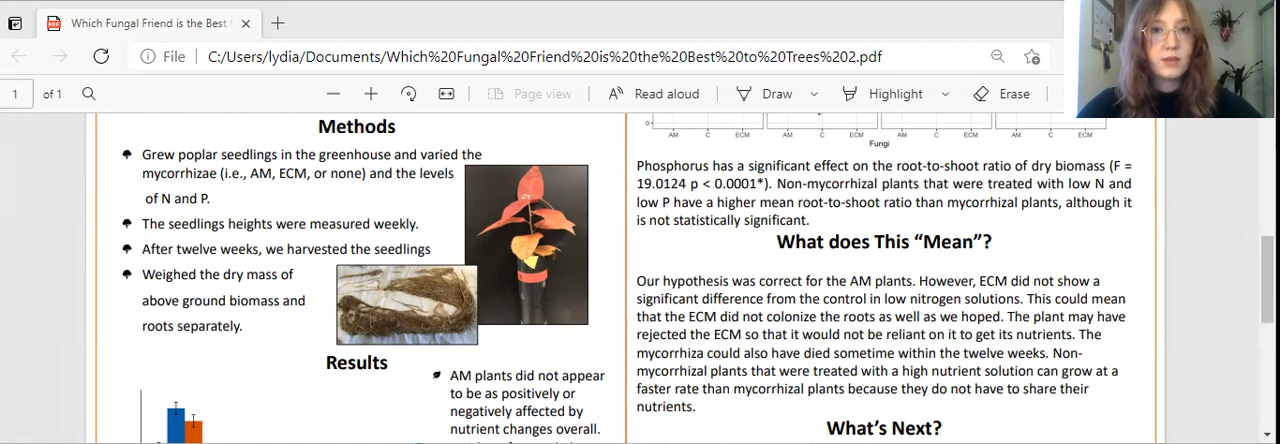 Which Fungal Friend is the Best
File
C:/Users/lydia/Documents/Which%20Fungal%20Friend%20is%20the%20Best%20to%20Trees%202.pdf
1 of 1
Page view
Read aloud
Draw
Highlight
Erase
Methods
Grew poplar seedlings in the greenhouse and varied the
mycorrhizae (i.e., AM, ECM, or none) and the levels
of N and P.
The seedlings heights were measured weekly.
After twelve weeks, we harvested the seedlings
Weighed the dry mass of
above ground biomass and
roots separately.
Results
AM plants did not appear
to be as positively or
negatively affected by
nutrient changes overall.
0
AM C ECM AM C ECM AM C ECM AM C ECM
Fungi
Phosphorus has a significant effect on the root-to-shoot ratio of dry biomass (F =
19.0124 p < 0.0001*). Non-mycorrhizal plants that were treated with low N and
low P have a higher mean root-to-shoot ratio than mycorrhizal plants, although it
is not statistically significant.
What does This “Mean”?
Our hypothesis was correct for the AM plants. However, ECM did not show a
significant difference from the control in low nitrogen solutions. This could mean
that the ECM did not colonize the roots as well as we hoped. The plant may have
rejected the ECM so that it would not be reliant on it to get its nutrients. The
mycorrhiza could also have died sometime within the twelve weeks. Non-
mycorrhizal plants that were treated with a high nutrient solution can grow at a
faster rate than mycorrhizal plants because they do not have to share their
nutrients.
What’s Next?